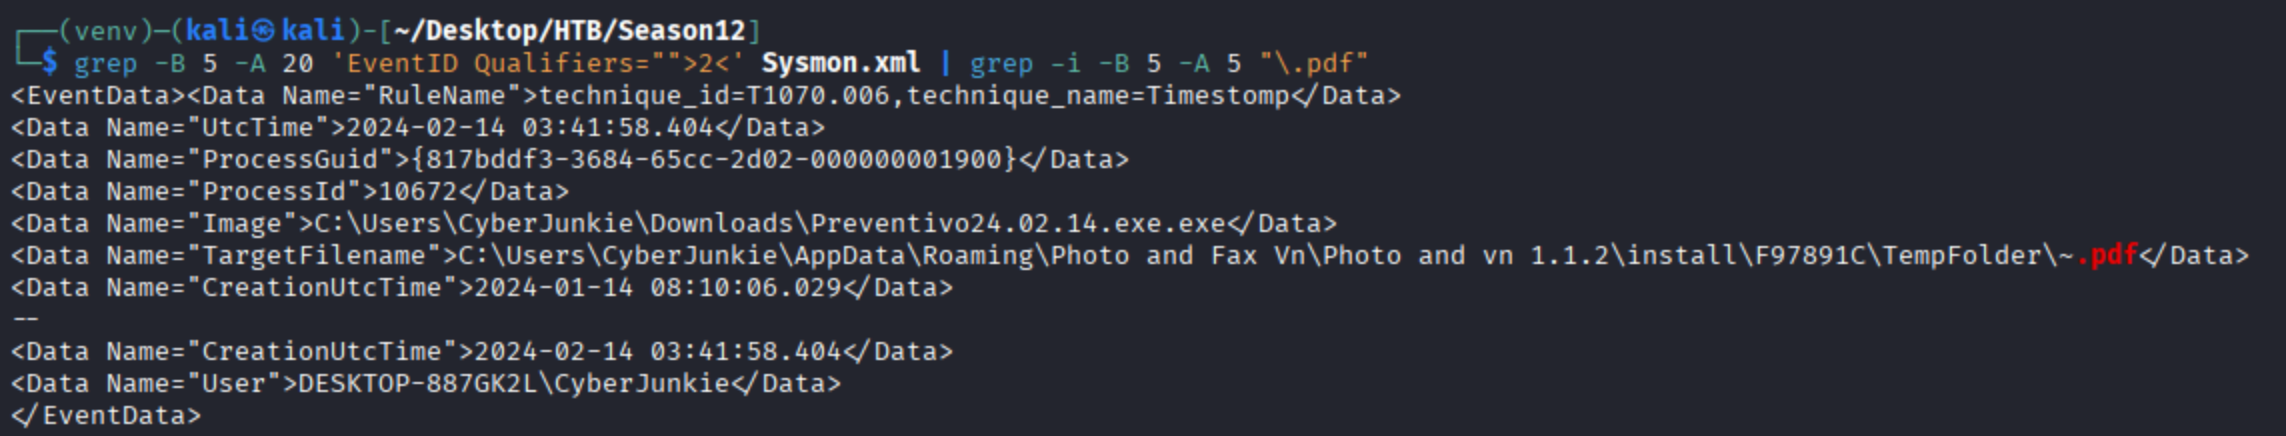 ┌──(venv)─(kali㉿kali)-[~/Desktop/HTB/Season12]
└─$ grep -B 5 -A 20 'EventID Qualifiers="">2<' Sysmon.xml | grep -i -B 5 -A 5 "\.pdf"
<EventData><Data Name="RuleName">technique_id=T1070.006,technique_name=Timestomp</Data>
<Data Name="UtcTime">2024-02-14 03:41:58.404</Data>
<Data Name="ProcessGuid">{817bddf3-3684-65cc-2d02-000000001900}</Data>
<Data Name="ProcessId">10672</Data>
<Data Name="Image">C:\Users\CyberJunkie\Downloads\Preventivo24.02.14.exe.exe</Data>
<Data Name="TargetFilename">C:\Users\CyberJunkie\AppData\Roaming\Photo and Fax Vn\Photo and vn 1.1.2\install\F97891C\TempFolder\~.pdf</Data>
<Data Name="CreationUtcTime">2024-01-14 08:10:06.029</Data>
--
<Data Name="CreationUtcTime">2024-02-14 03:41:58.404</Data>
<Data Name="User">DESKTOP-887GK2L\CyberJunkie</Data>
</EventData>